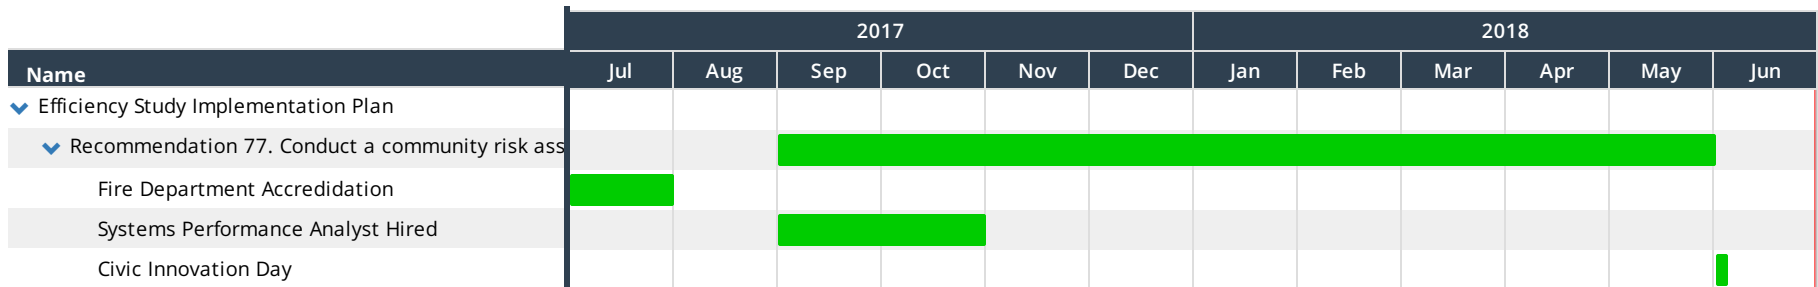 2017 2018
Name Jul Aug Sep Oct Nov Dec Jan Feb Mar Apr May Jun
Efficiency Study Implementation Plan
Recommendation 77. Conduct a community risk ass
Fire Department Accredidation
Systems Performance Analyst Hired
Civic Innovation Day